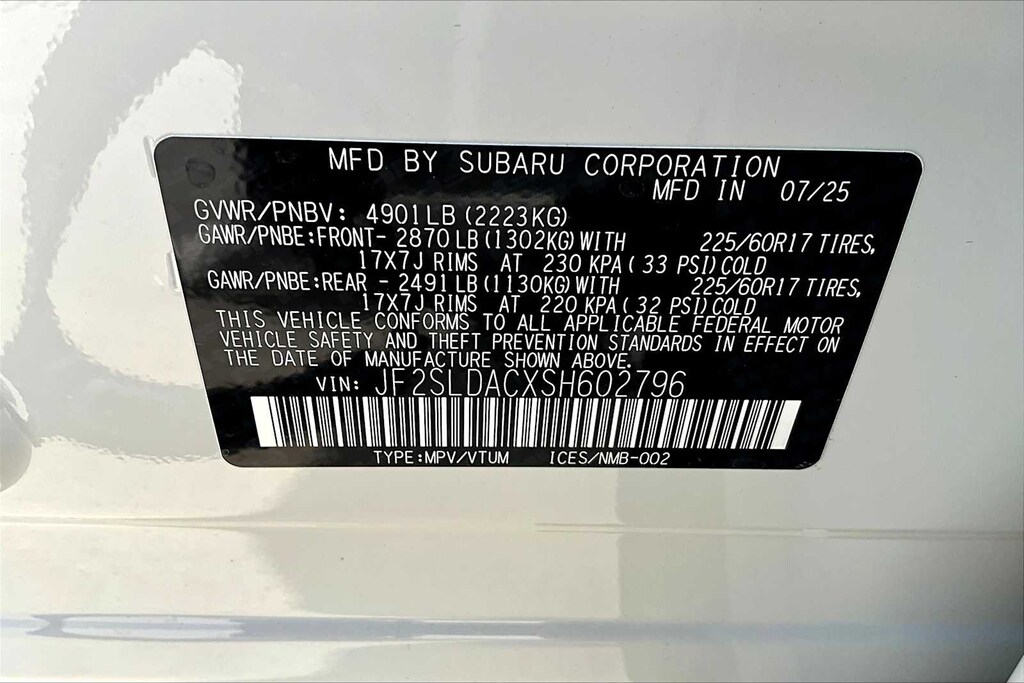 MFD BY SUBARU CORPORATION
MFD IN 07/25
GVWR/PNBV: 4901LB (2223KG)
GAWR/PNBE:FRONT- 2870 LB (1302KG) WITH 225/60R17 TIRES,
17X7J RIMS AT 230 KPA ( 33 PSI) COLD
GAWR/PNBE:REAR - 2491 LB (1130KG) WITH 225/60R17 TIRES,
17X7J RIMS AT 220 KPA ( 32 PSI) COLD
THIS VEHICLE CONFORMS TO ALL APPLICABLE FEDERAL MOTOR
VEHICLE SAFETY AND THEFT PREVENTION STANDARDS IN EFFECT ON
THE DATE OF MANUFACTURE SHOWN ABOVE.
VIN: JF2SLDACXSH602796
TYPE:MPV/VTUM ICES/NMB-002